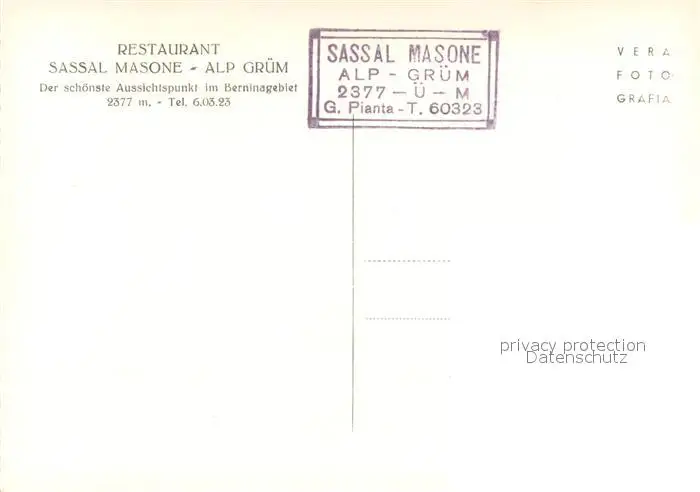 RESTAURANT
SASSAL MASONE - ALP GRÜM
Der schönste Aussichtspunkt im Berninagebiet
2377 m. - Tel. 6.03.23
SASSAL MASONE
ALP - GRÜM
2377 - Ü - M
G. Pianta - T. 60323
VERA
FOTO
GRAFIA
privacy protection
Datenschutz